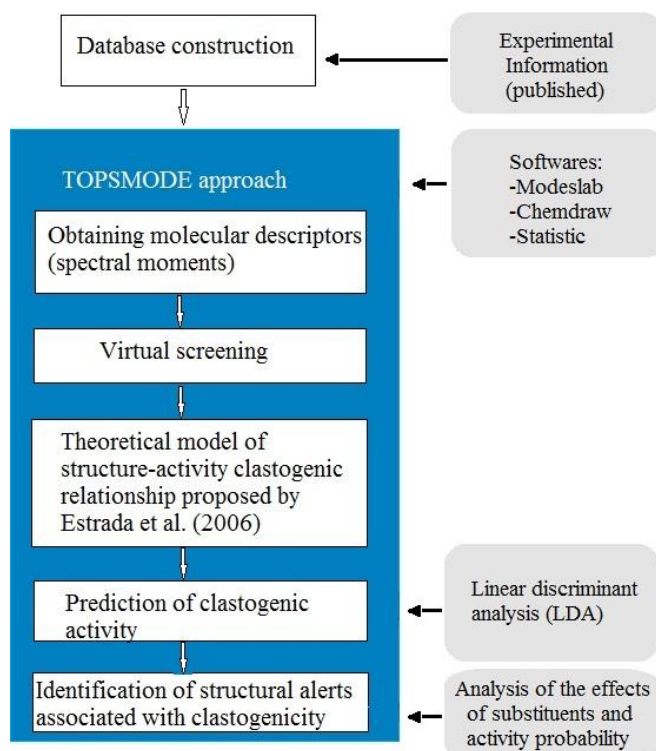 Database construction
Experimental
Information
(published)
TOPSMODE approach
Softwares:
-Modeslab
-Chemdraw
-Statistic
Obtaining molecular descriptors
(spectral moments)
Virtual screening
Theoretical model of
structure-activity clastogenic
relationship proposed by
Estrada et al. (2006)
Prediction of clastogenic
activity
Linear discriminant
analysis (LDA)
Identification of structural alerts
associated with clastogenicity
Analysis of the effects
of substituents and
activity probability